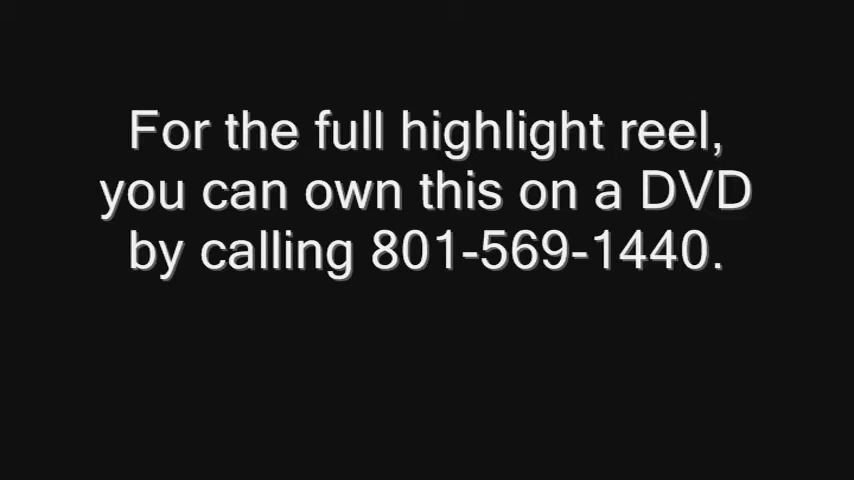 For the full highlight reel,
you can own this on a DVD
by calling 801-569-1440.